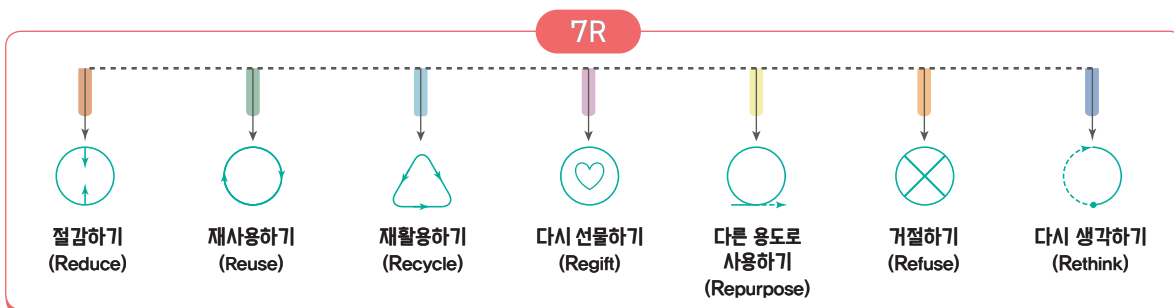 7R
절감하기
(Reduce)
재사용하기
(Reuse)
재활용하기
(Recycle)
다시 선물하기
(Regift)
다른 용도로
사용하기
(Repurpose)
거절하기
(Refuse)
다시 생각하기
(Rethink)